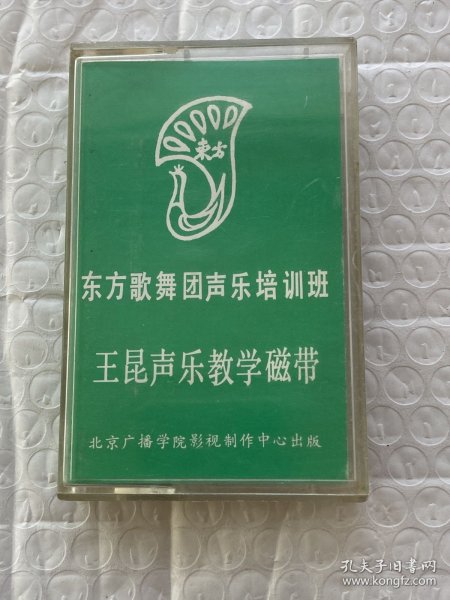 東方
东方歌舞团声乐培训班
王昆声乐教学磁带
北京广播学院影视制作中心出版
孔夫子旧书网
www.kongfz.com